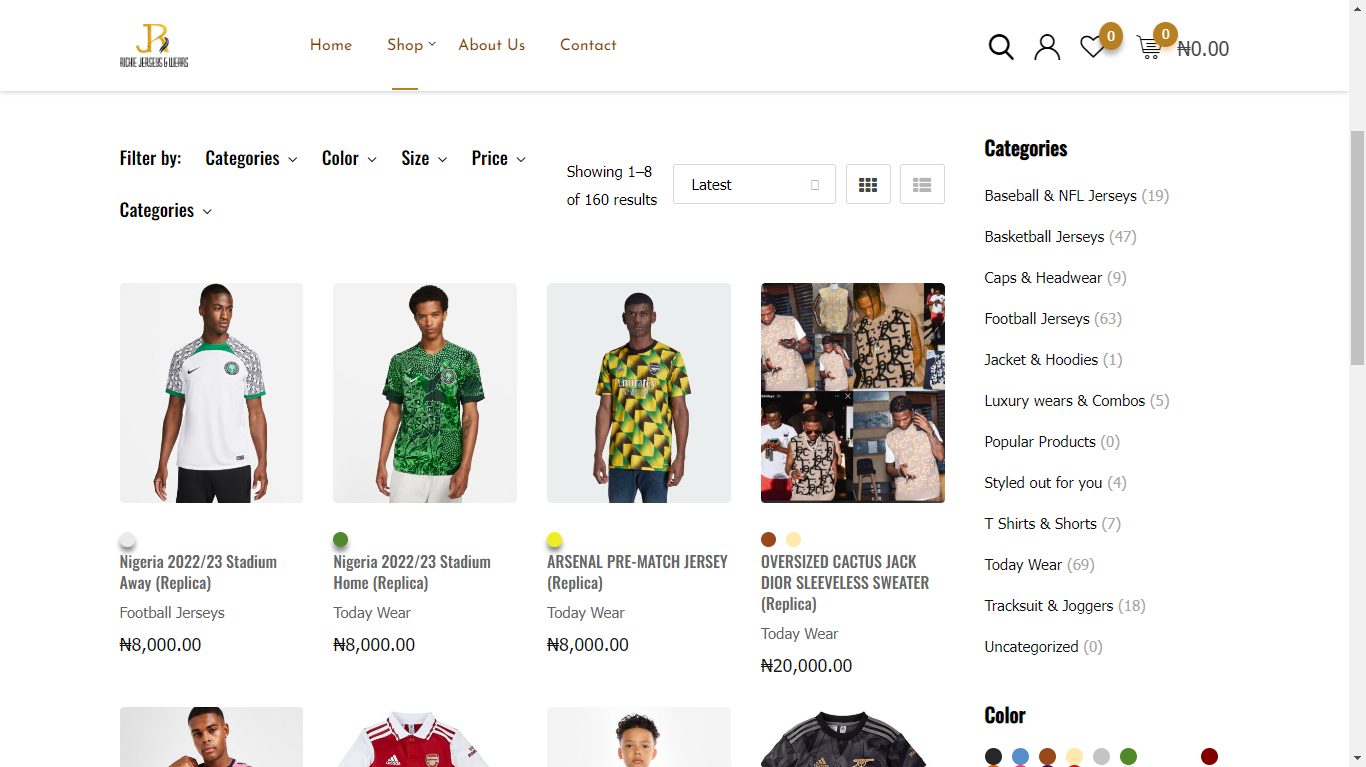 JR
RICHIE JERSEYS & WEARS
Home
Shop
About Us
Contact
0
0
₦0.00
Filter by:
Categories
Color
Size
Price
Categories
Showing 1–8
of 160 results
Latest
Categories
Baseball & NFL Jerseys (19)
Basketball Jerseys (47)
Caps & Headwear (9)
Football Jerseys (63)
Jacket & Hoodies (1)
Luxury wears & Combos (5)
Popular Products (0)
Styled out for you (4)
T Shirts & Shorts (7)
Today Wear (69)
Tracksuit & Joggers (18)
Uncategorized (0)
Color
Nigeria 2022/23 Stadium
Away (Replica)
Football Jerseys
₦8,000.00
Nigeria 2022/23 Stadium
Home (Replica)
Today Wear
₦8,000.00
Emirates
ARSENAL PRE-MATCH JERSEY
(Replica)
Today Wear
₦8,000.00
OVERSIZED CACTUS JACK
DIOR SLEEVELESS SWEATER
(Replica)
Today Wear
₦20,000.00